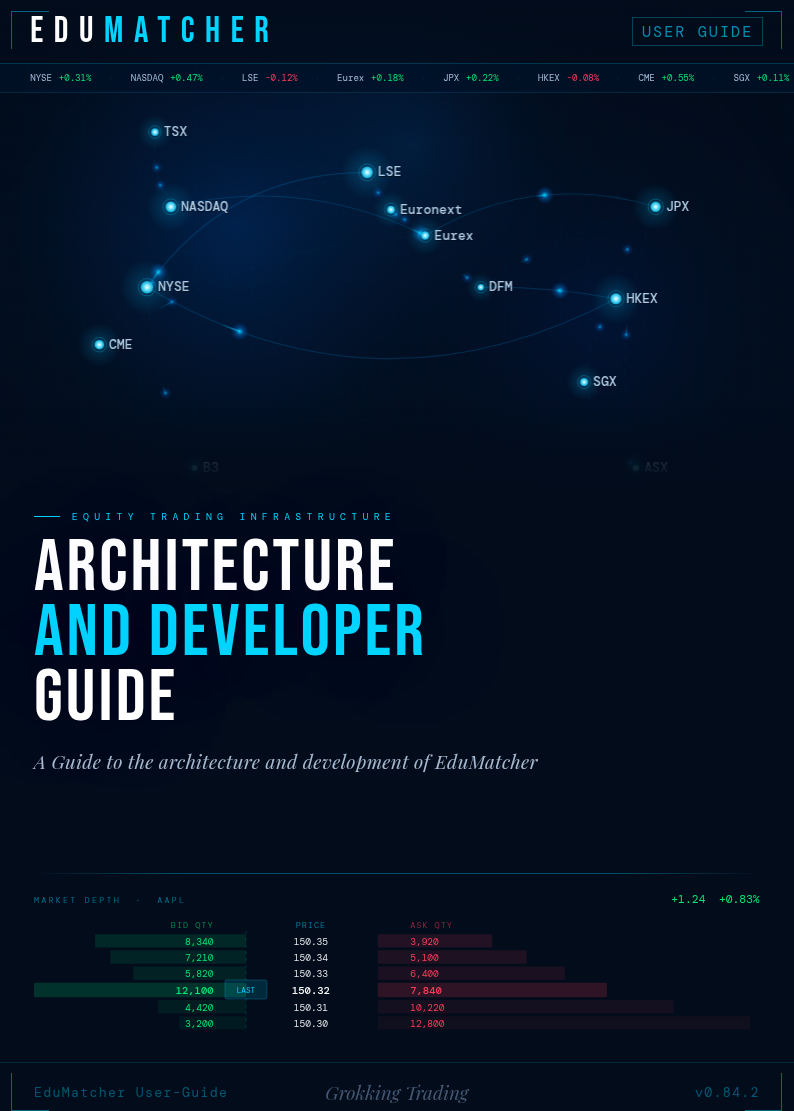 EDUMATCHER
USER GUIDE
NYSE +0.31% NASDAQ +0.47% LSE -0.12% Eurex +0.18% JPX +0.22% HKEX -0.08% CME +0.55% SGX +0.11%
TSX
LSE
NASDAQ
Euronext
JPX
Eurex
NYSE
DFM
HKEX
CME
SGX
B3
ASX
EQUITY TRADING INFRASTRUCTURE
ARCHITECTURE
AND DEVELOPER
GUIDE
A Guide to the architecture and development of EduMatcher
MARKET DEPTH · AAPL +1.24 +0.83%
BID QTY PRICE ASK QTY
8,340 150.35 3,920
7,210 150.34 5,100
5,820 150.33 6,400
12,100 LAST 150.32 7,840
4,420 150.31 10,220
3,200 150.30 12,800
EduMatcher User-Guide Grokking Trading v0.84.2